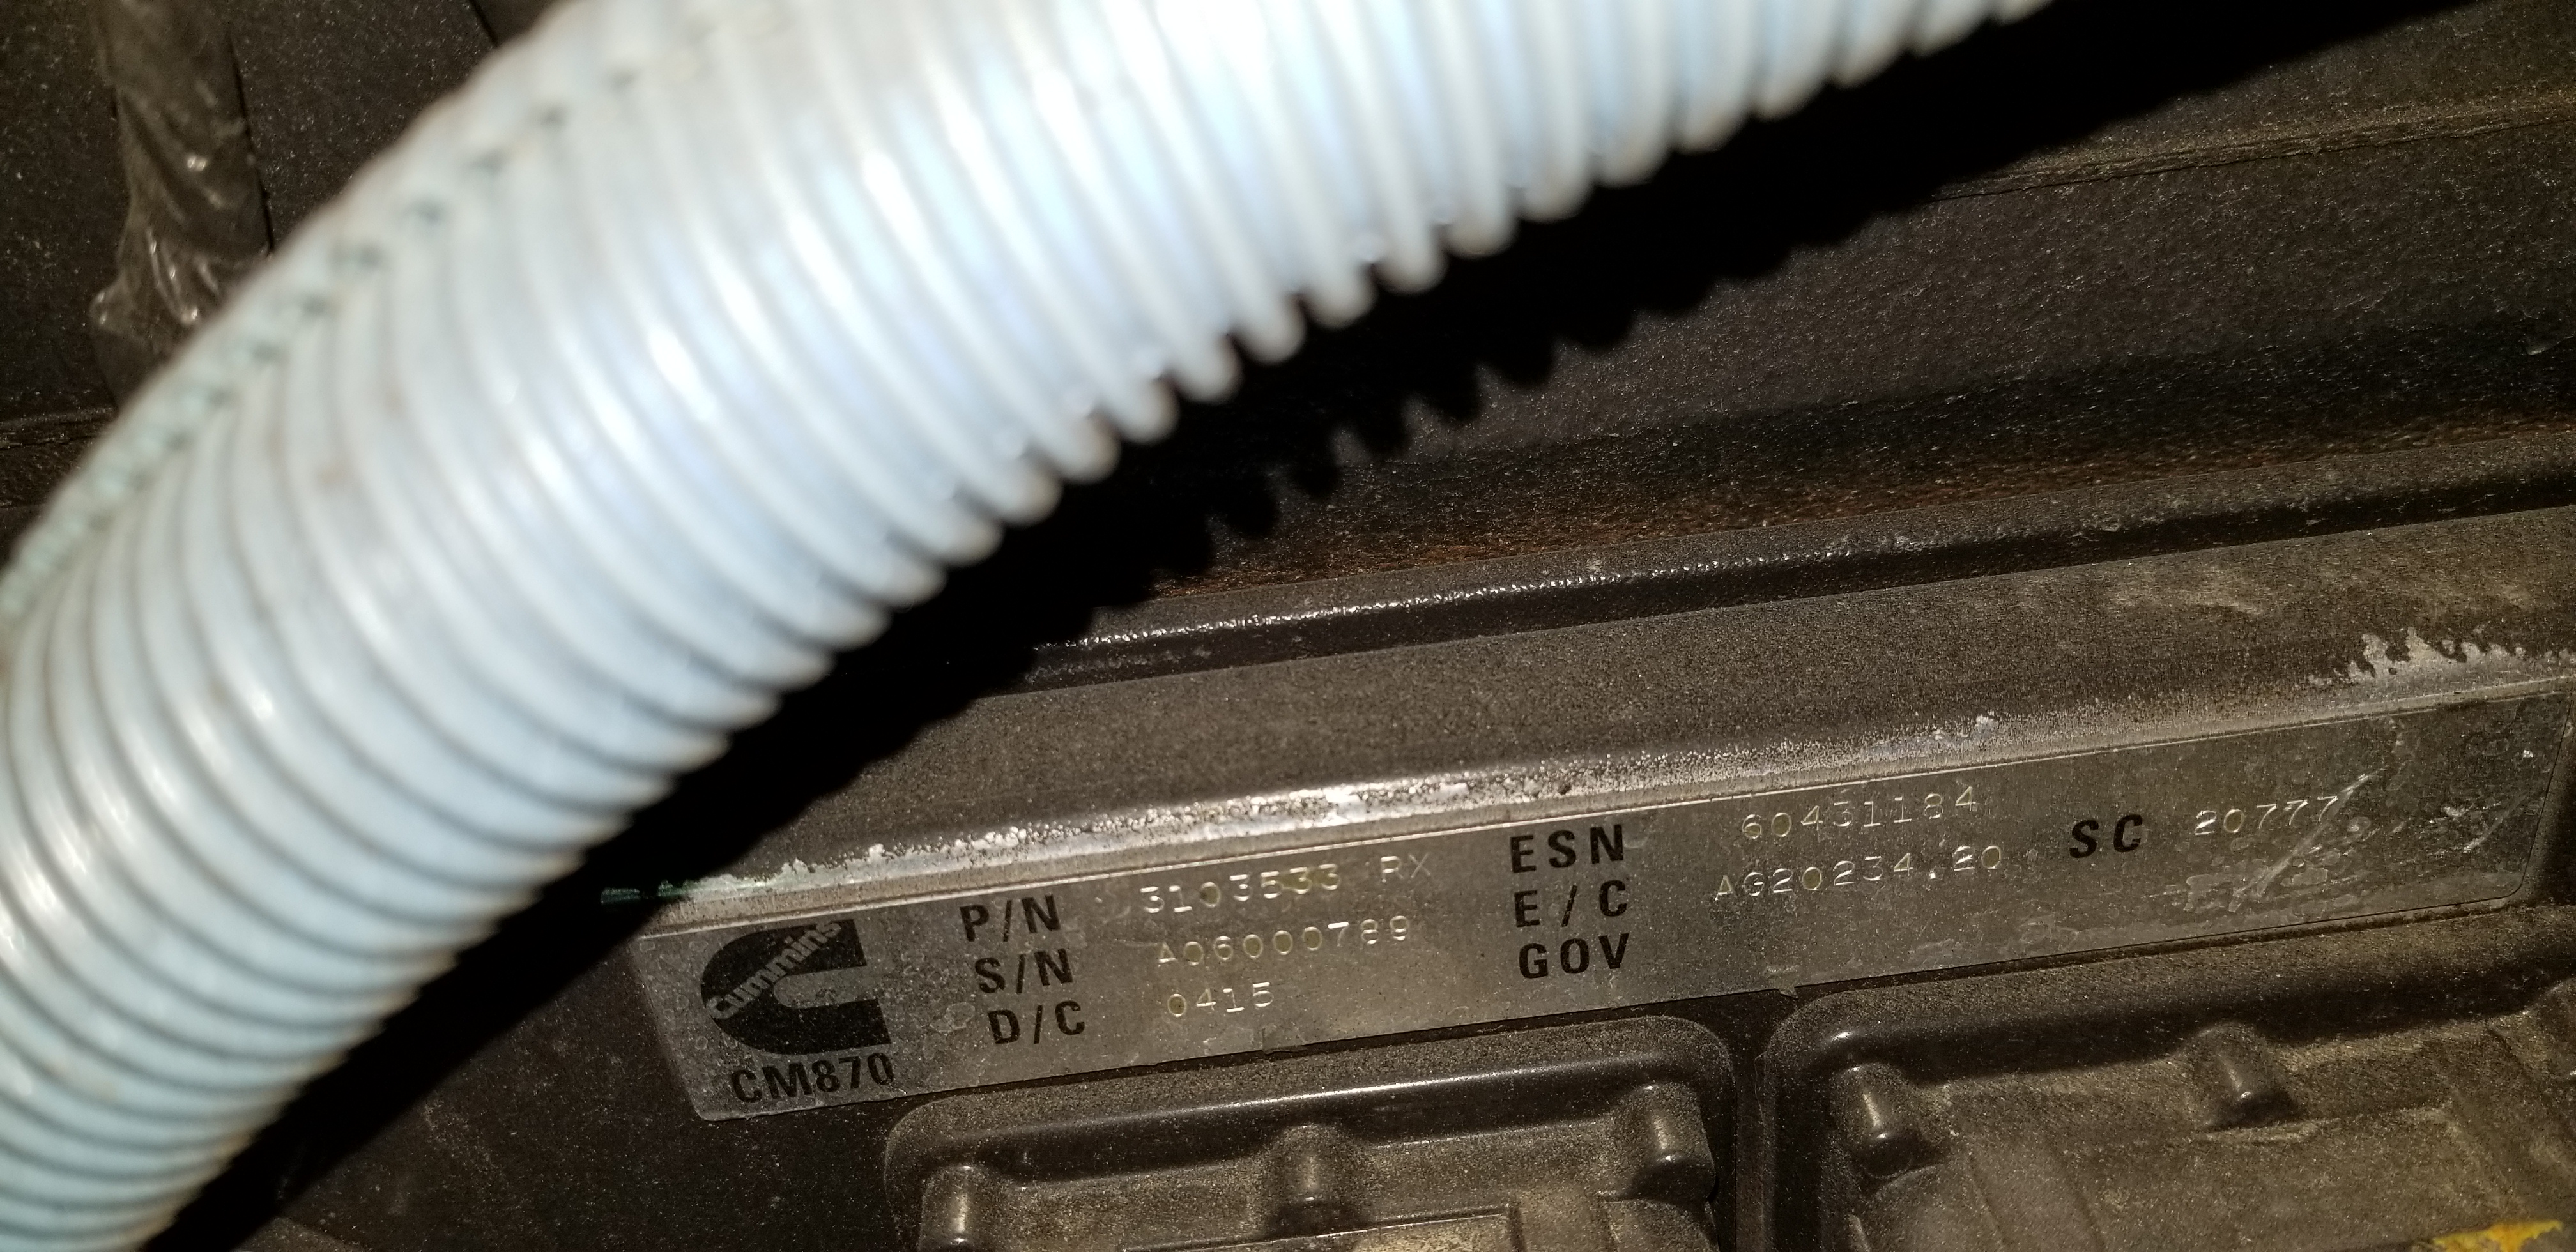 Cummins
CM870
P/N 3103533 RX
S/N A06000789
D/C 0415
ESN 60431184
E/C AG20234.20
GOV
SC 20777